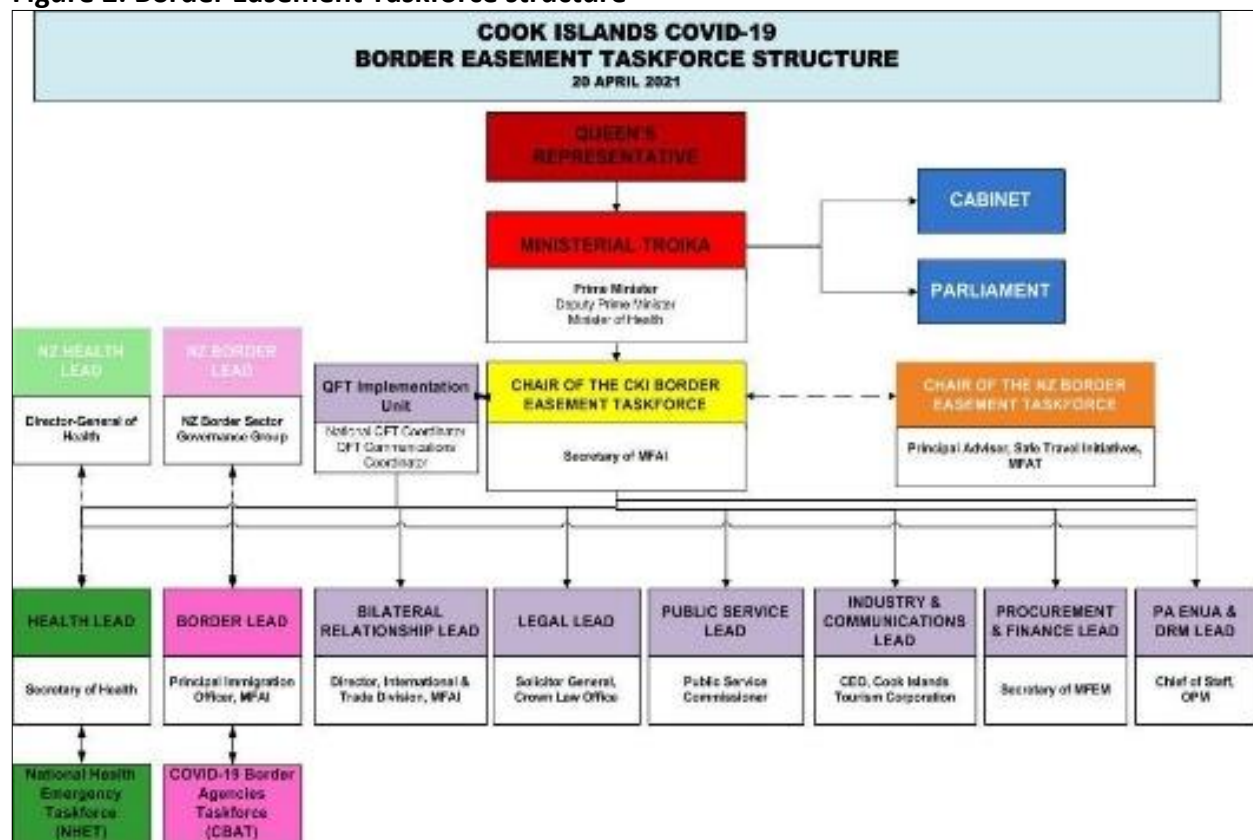 Figure 2: Border Easement Taskforce structure
COOK ISLANDS COVID-19
BORDER EASEMENT TASKFORCE STRUCTURE
20 APRIL 2021
QUEEN'S
REPRESENTATIVE
CABINET
MINISTERIAL TROIKA
Prime Minister
Deputy Prime Minister
Minister of Health
PARLIAMENT
NZ HEALTH
LEAD
Director-General of
Health
NZ BORDER
LEAD
NZ Border Sector
Governance Group
QFT Implementation
Unit
National QFT Coordinator
QFT Communications
Coordinator
CHAIR OF THE CKI BORDER
EASEMENT TASKFORCE
Secretary of MFAI
CHAIR OF THE NZ BORDER
EASEMENT TASKFORCE
Principal Advisor, Safe Travel Initiatives,
MFAT
HEALTH LEAD
Secretary of Health
BORDER LEAD
Principal Immigration
Officer, MFAI
BILATERAL
RELATIONSHIP LEAD
Director, International &
Trade Division, MFAI
LEGAL LEAD
Solicitor General,
Crown Law Office
PUBLIC SERVICE
LEAD
Public Service
Commissioner
INDUSTRY &
COMMUNICATIONS
LEAD
CEO, Cook Islands
Tourism Corporation
PROCUREMENT
& FINANCE LEAD
Secretary of MFEM
PA ENUA &
DRM LEAD
Chief of Staff,
OPM
National Health
Emergency
Taskforce
(NHET)
COVID-19 Border
Agencies
Taskforce
(CBAT)